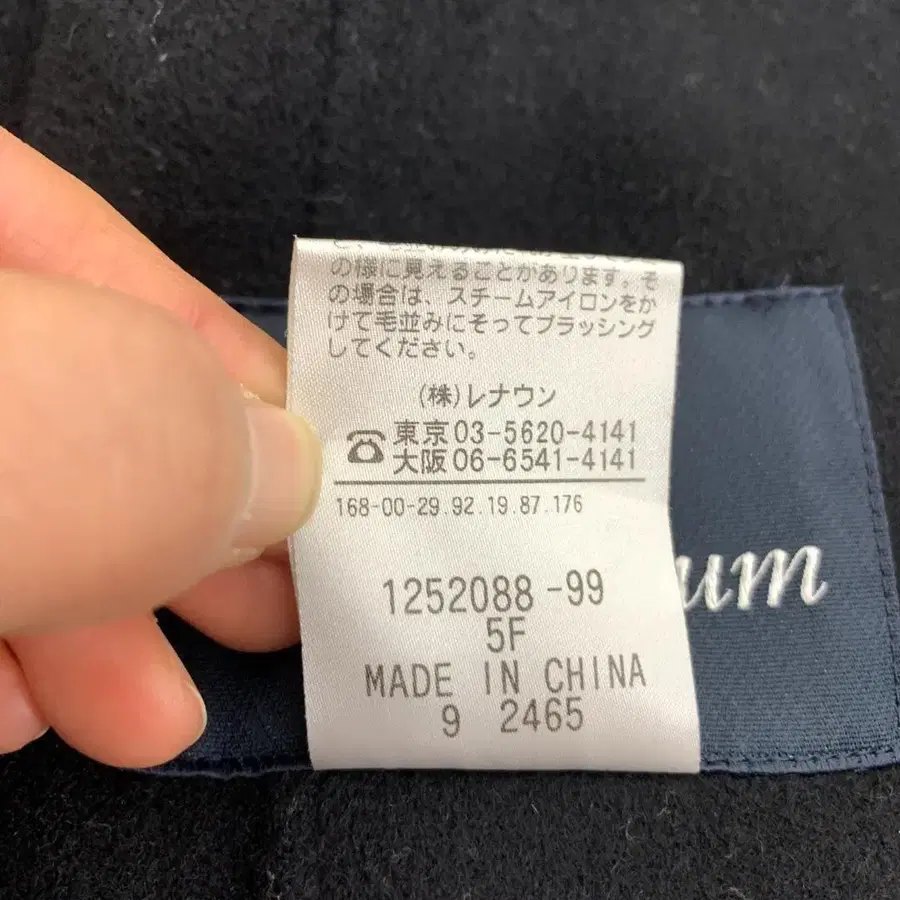 の様に見えることがあります。そ
の場合は、スチームアイロンをか
けて毛並みにそってブラッシング
してください。
(株)レナウン
東京 03-5620-4141
大阪 06-6541-4141
168-00-29.92.19.87.176
1252088-99
5F
MADE IN CHINA
9 2465
um